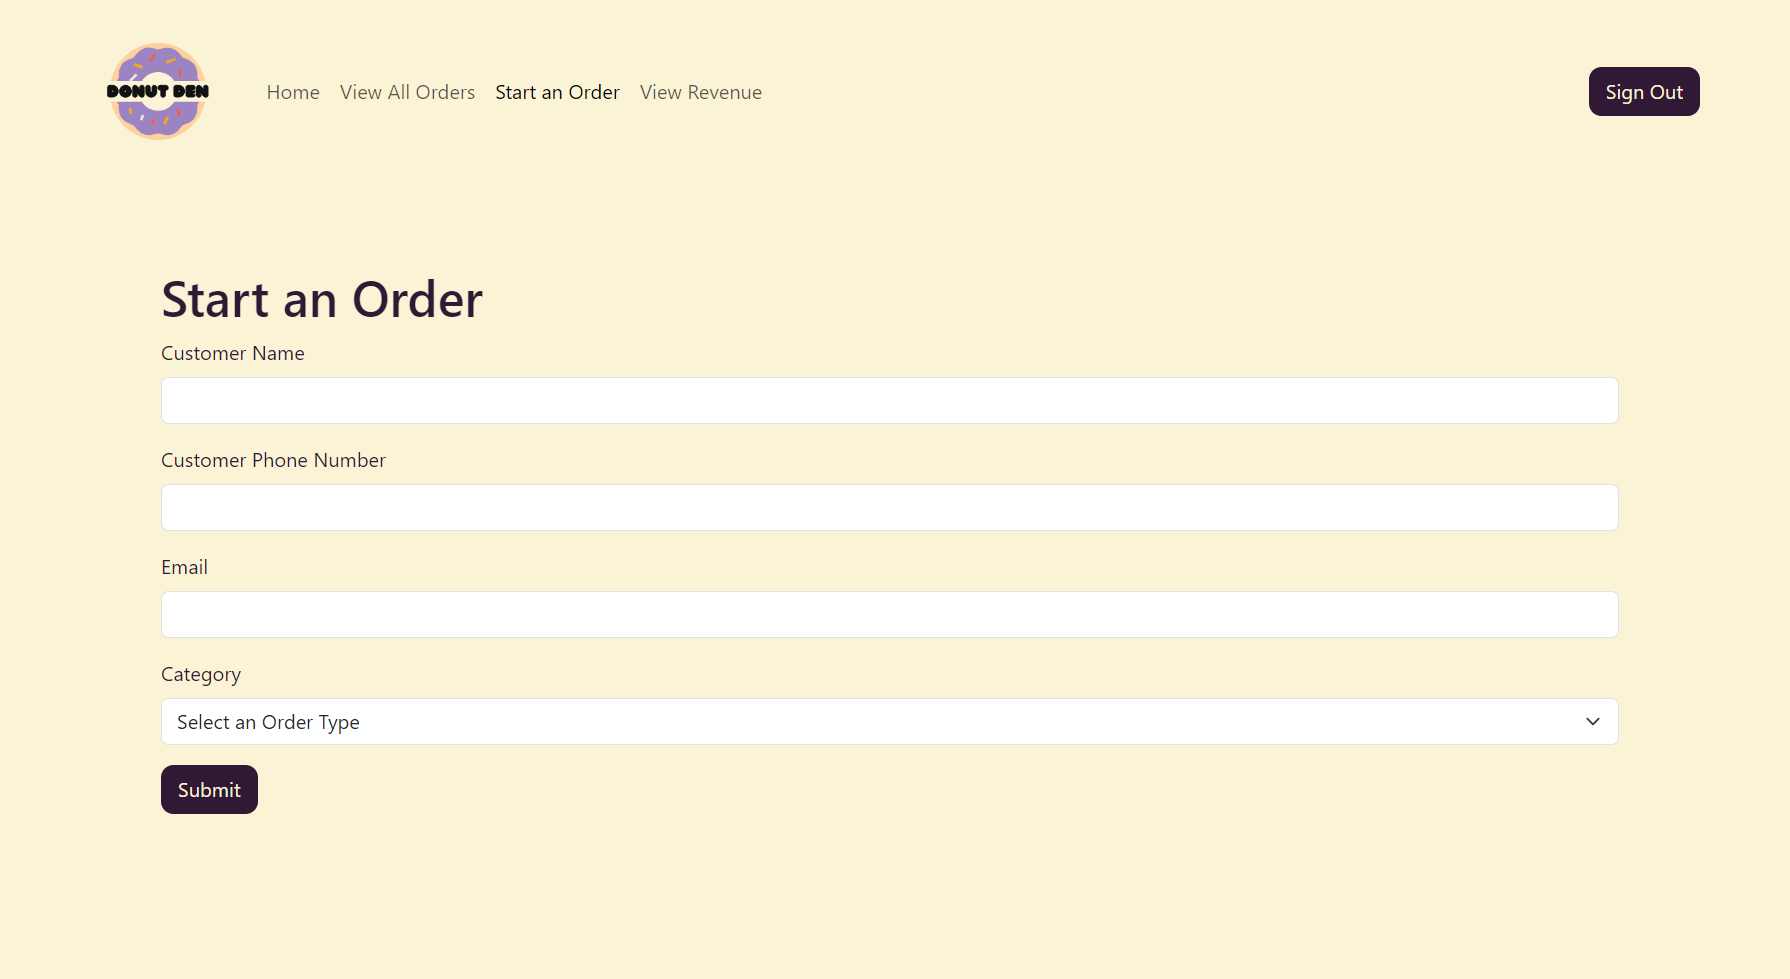 DONUT DEN
Home View All Orders Start an Order View Revenue Sign Out
Start an Order
Customer Name
Customer Phone Number
Email
Category
Select an Order Type
Submit